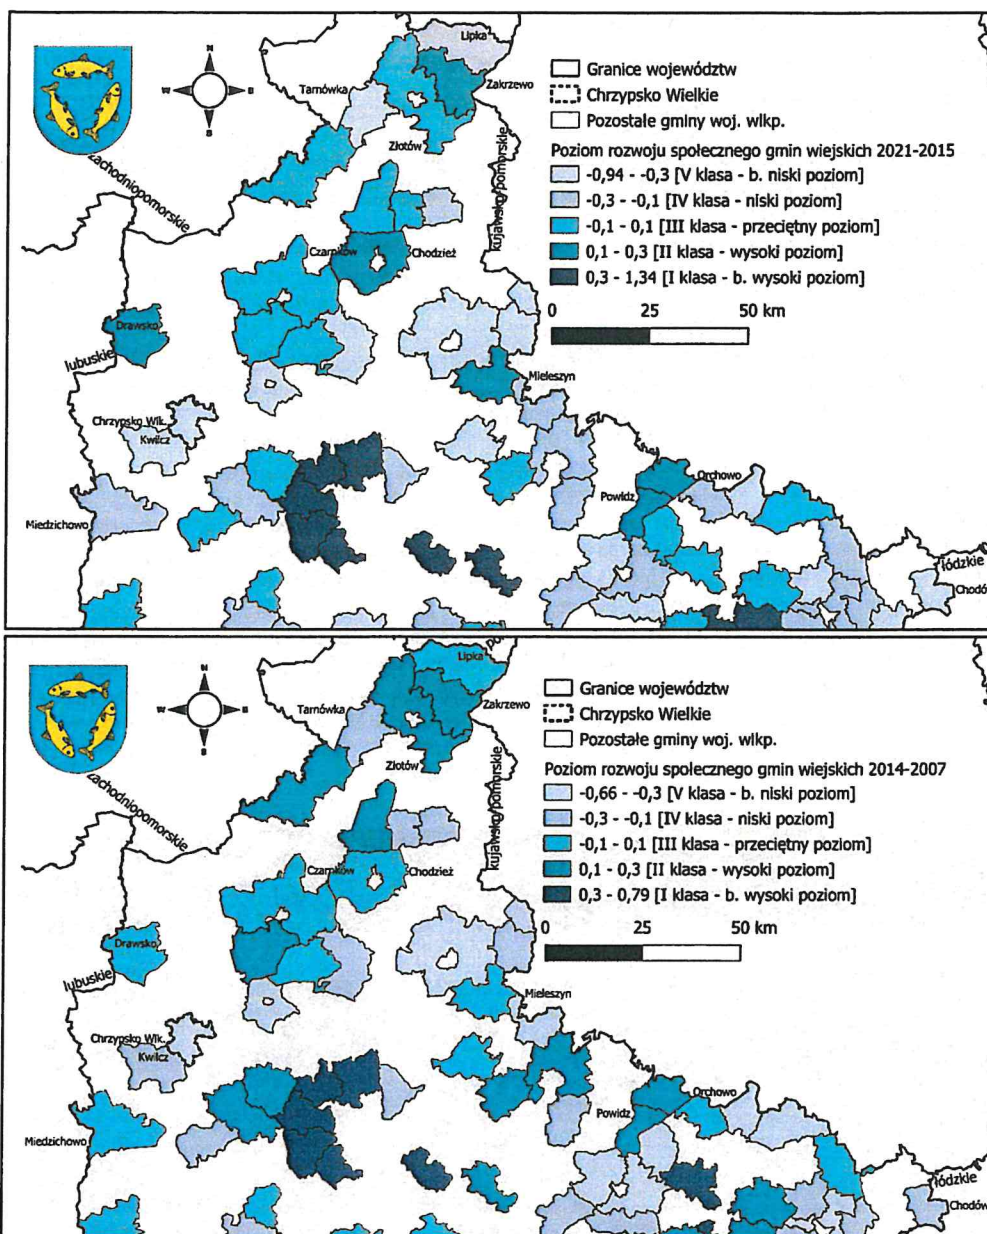 N
W
E
S
Lipka
Zakrzewo
Tarnówka
Złotów
zachodniopomorskie
kujawsko-pomorskie
Czarnków
Chodzież
Drawsko
lubuskie
Mieleszyn
Chrzypsko Wlk.
Kwilcz
Miedzichowo
Powidz
Orchowo
łódzkie
Chodów
Granice województw
Chrzypsko Wielkie
Pozostałe gminy woj. wlkp.
Poziom rozwoju społecznego gmin wiejskich 2021-2015
-0,94 - -0,3 [V klasa - b. niski poziom]
-0,3 - -0,1 [IV klasa - niski poziom]
-0,1 - 0,1 [III klasa - przeciętny poziom]
0,1 - 0,3 [II klasa - wysoki poziom]
0,3 - 1,34 [I klasa - b. wysoki poziom]
0 25 50 km
N
W
E
S
Lipka
Zakrzewo
Tarnówka
Złotów
zachodniopomorskie
kujawsko-pomorskie
Czarnków
Chodzież
Drawsko
lubuskie
Mieleszyn
Chrzypsko Wlk.
Kwilcz
Miedzichowo
Powidz
Orchowo
łódzkie
Chodów
Granice województw
Chrzypsko Wielkie
Pozostałe gminy woj. wlkp.
Poziom rozwoju społecznego gmin wiejskich 2014-2007
-0,66 - -0,3 [V klasa - b. niski poziom]
-0,3 - -0,1 [IV klasa - niski poziom]
-0,1 - 0,1 [III klasa - przeciętny poziom]
0,1 - 0,3 [II klasa - wysoki poziom]
0,3 - 0,79 [I klasa - b. wysoki poziom]
0 25 50 km